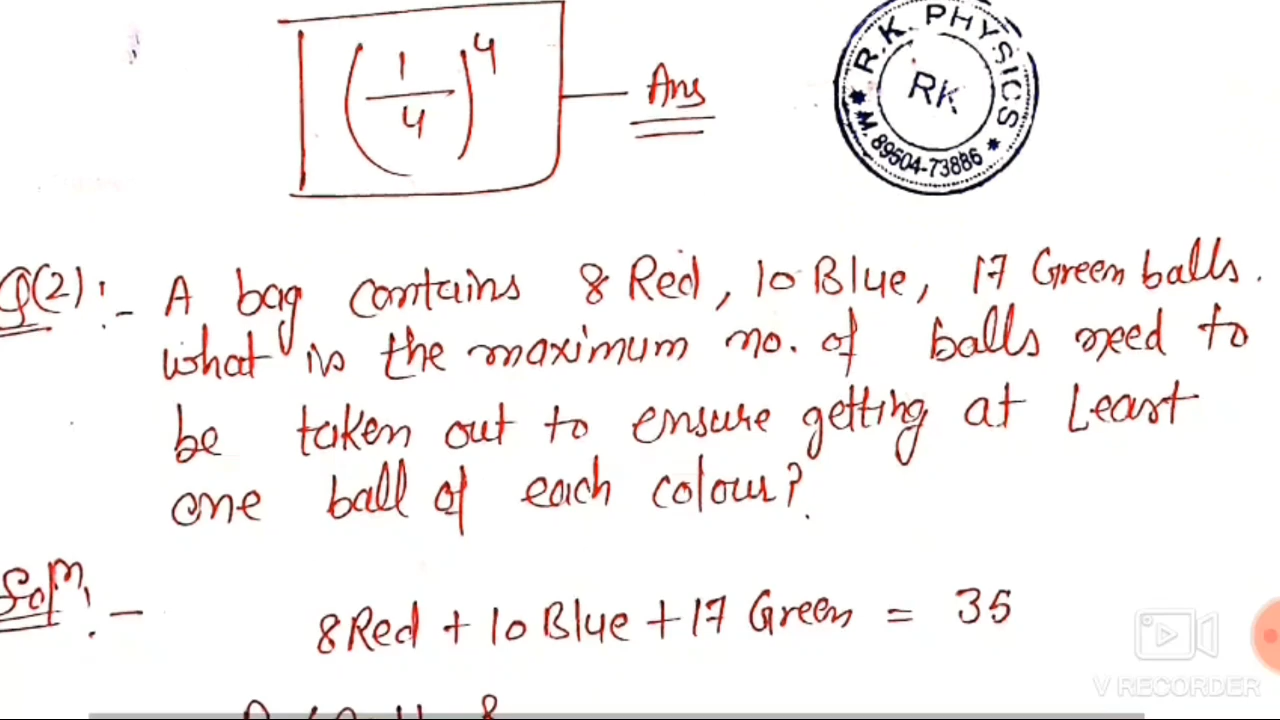 (1/4)^4 Ans
R.K. PHYSICS
RK
* M. 89504-73886 *
Q(2):- A bag contains 8 Red, 10 Blue, 17 Green balls.
what is the maximum no. of balls need to
be taken out to ensure getting at Least
one ball of each colour?
Sol^n:- 8 Red + 10 Blue + 17 Green = 35
V RECORDER